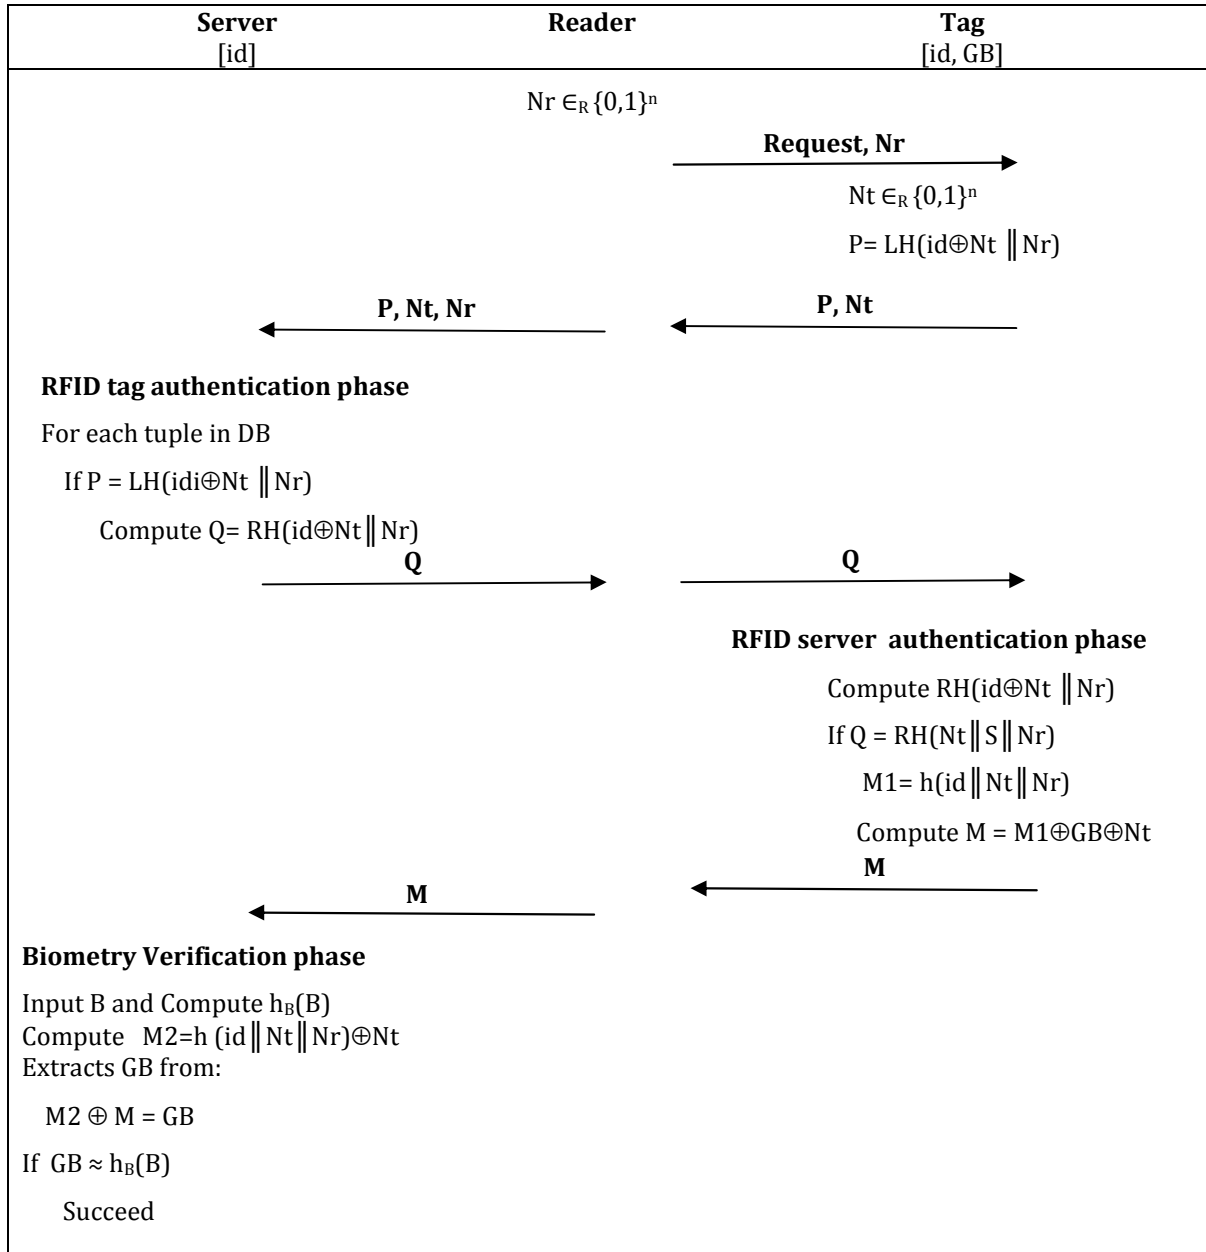 Server Reader Tag
[id] [id, GB]
Nr ∈R {0,1}ⁿ
Request, Nr
Nt ∈R {0,1}ⁿ
P= LH(id⊕Nt ‖ Nr)
P, Nt, Nr P, Nt
RFID tag authentication phase
For each tuple in DB
If P = LH(idi⊕Nt ‖ Nr)
Compute Q= RH(id⊕Nt‖Nr)
Q Q
RFID server authentication phase
Compute RH(id⊕Nt ‖Nr)
If Q = RH(Nt‖S‖Nr)
M1= h(id‖Nt‖Nr)
Compute M = M1⊕GB⊕Nt
M M
Biometry Verification phase
Input B and Compute hB(B)
Compute M2=h (id‖Nt‖Nr)⊕Nt
Extracts GB from:
M2 ⊕ M = GB
If GB ≈ hB(B)
Succeed